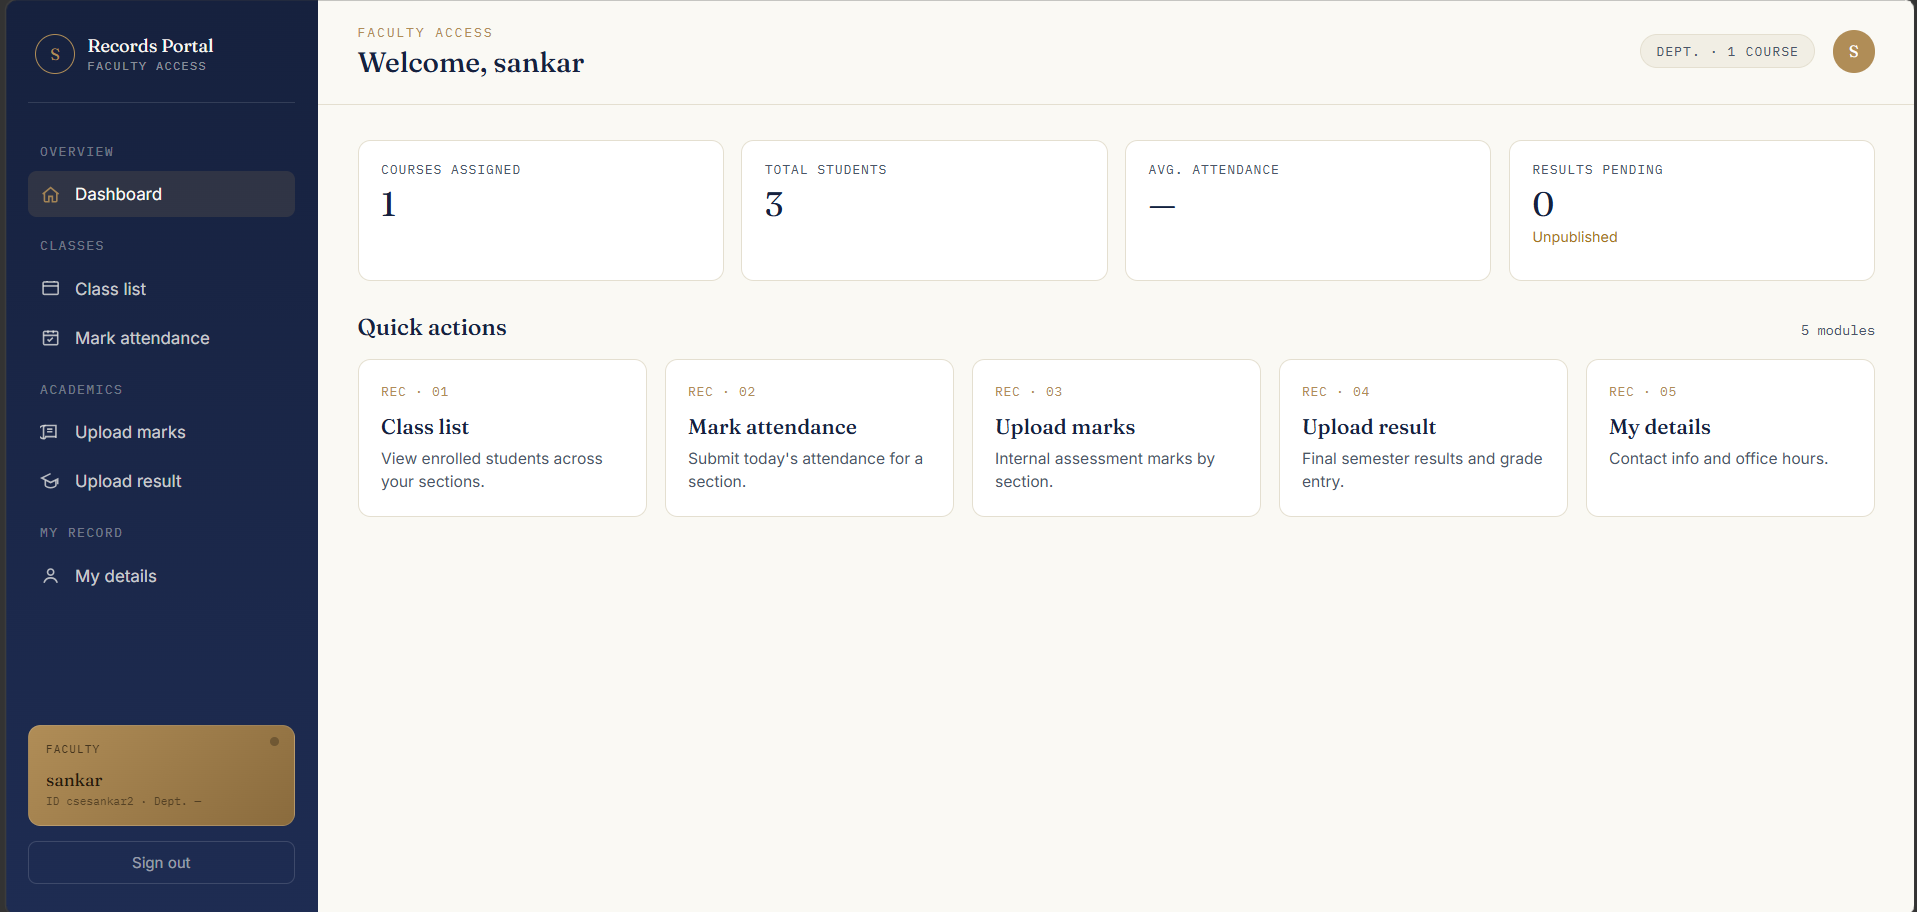 S
Records Portal
FACULTY ACCESS
OVERVIEW
Dashboard
CLASSES
Class list
Mark attendance
ACADEMICS
Upload marks
Upload result
MY RECORD
My details
FACULTY
sankar
ID csesankar2 · Dept. —
Sign out
FACULTY ACCESS
Welcome, sankar
DEPT. · 1 COURSE
S
COURSES ASSIGNED
1
TOTAL STUDENTS
3
AVG. ATTENDANCE
—
RESULTS PENDING
0
Unpublished
Quick actions
5 modules
REC · 01
Class list
View enrolled students across
your sections.
REC · 02
Mark attendance
Submit today's attendance for a
section.
REC · 03
Upload marks
Internal assessment marks by
section.
REC · 04
Upload result
Final semester results and grade
entry.
REC · 05
My details
Contact info and office hours.